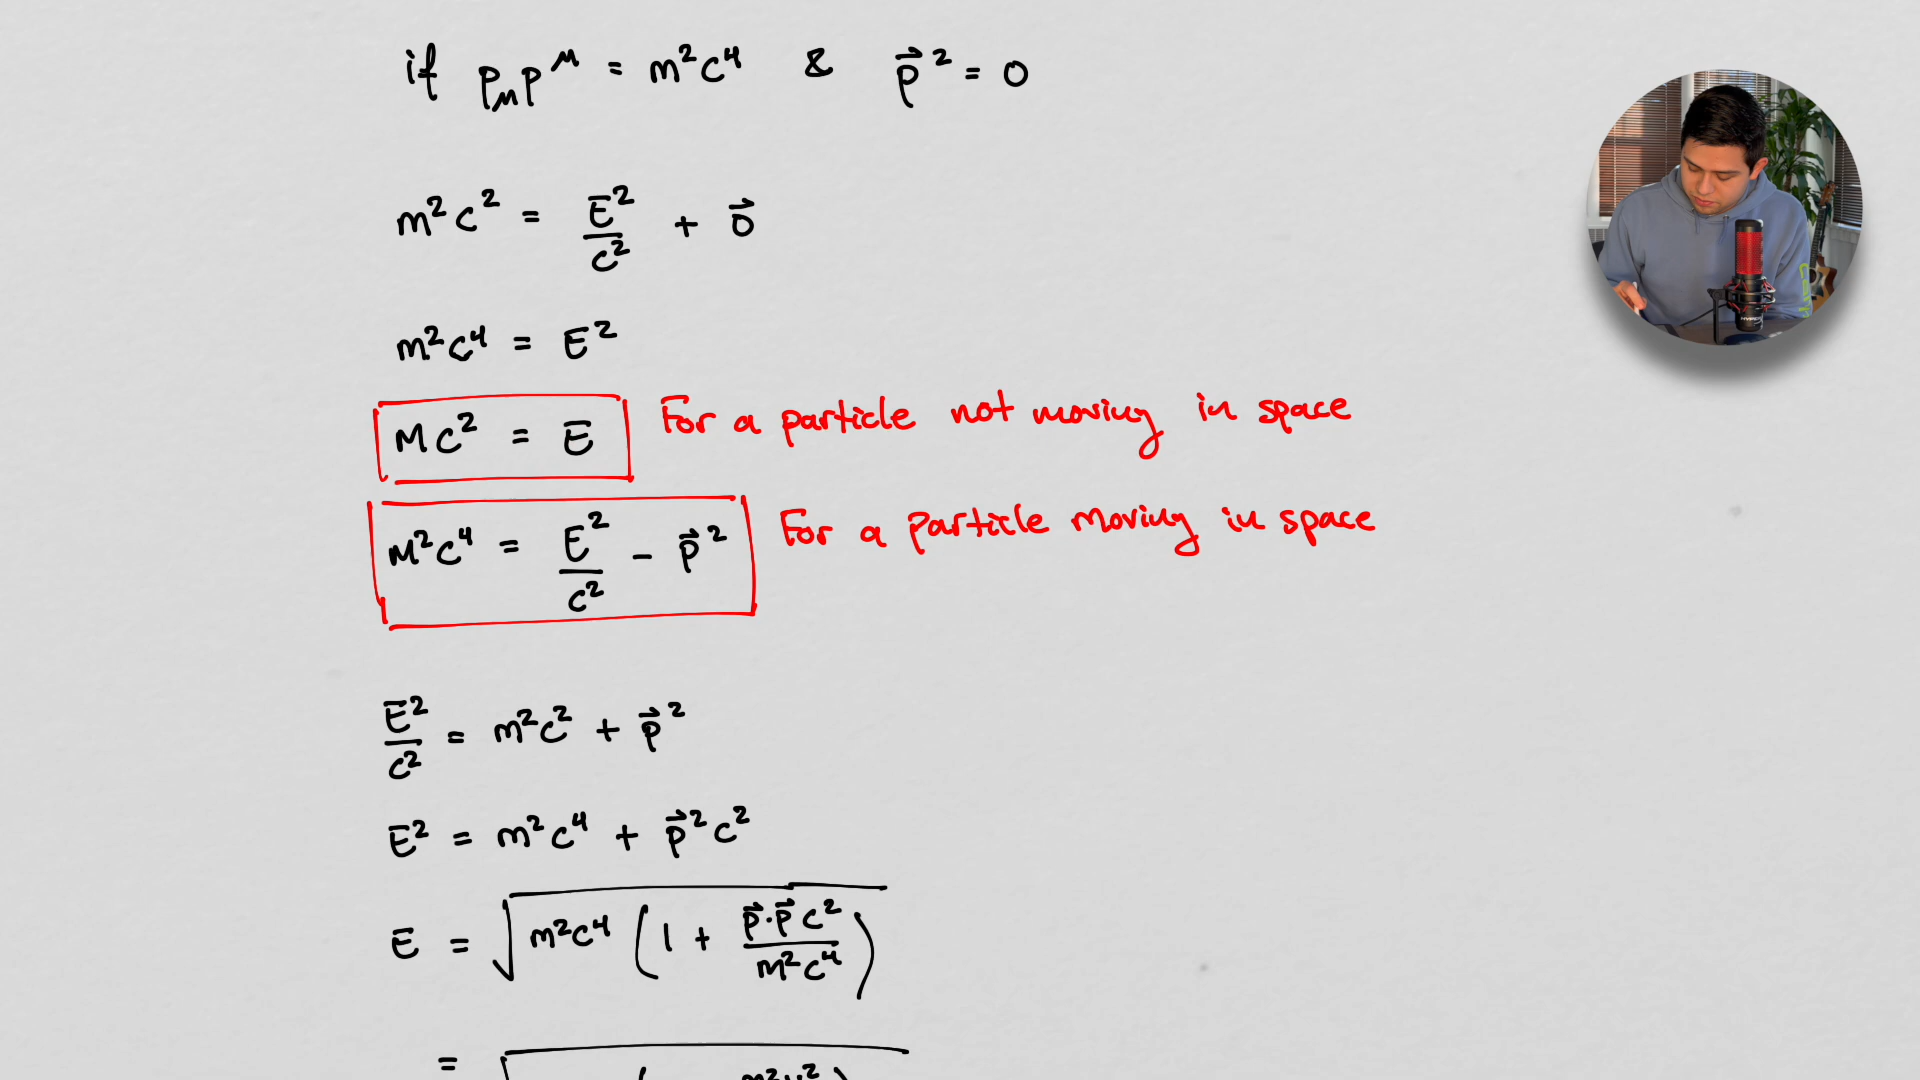 if pμp^μ = m²c⁴ & p⃗² = 0
m²c² = E²/c² + 0⃗
m²c⁴ = E²
Mc² = E For a particle not moving in space
M²c⁴ = E²/c² - p⃗² For a particle moving in space
E²/c² = m²c² + p⃗²
E² = m²c⁴ + p⃗²c²
E = √(m²c⁴(1 + p⃗·p⃗c²/m²c⁴))
=